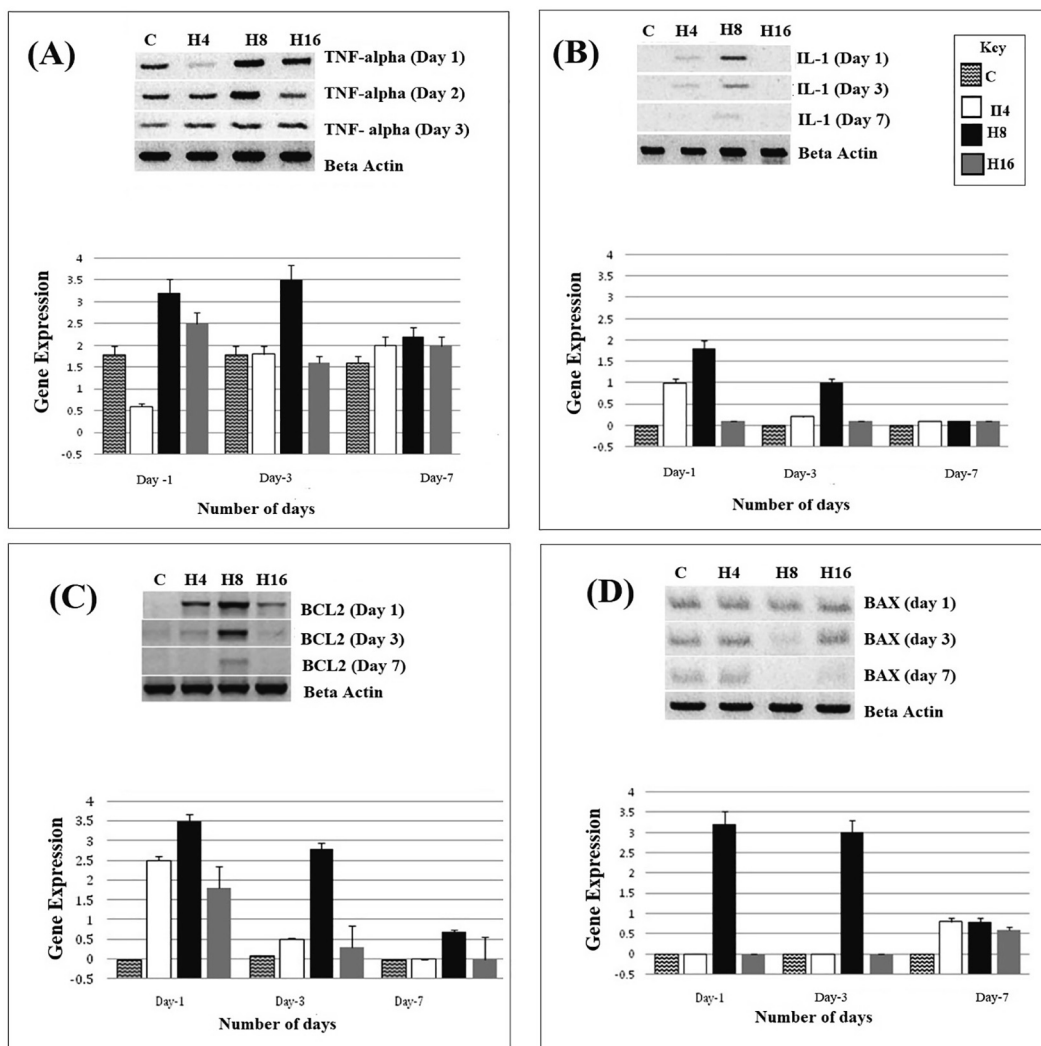 (A)
C H4 H8 H16
TNF-alpha (Day 1)
TNF-alpha (Day 2)
TNF- alpha (Day 3)
Beta Actin
Gene Expression
4
3.5
3
2.5
2
1.5
1
0.5
0
-0.5
Day -1 Day-3 Day-7
Number of days
(B)
C H4 H8 H16
IL-1 (Day 1)
IL-1 (Day 3)
IL-1 (Day 7)
Beta Actin
Key
C
H4
H8
H16
Gene Expression
4
3.5
3
2.5
2
1.5
1
0.5
0
-0.5
Day-1 Day-3 Day-7
Number of days
(C)
C H4 H8 H16
BCL2 (Day 1)
BCL2 (Day 3)
BCL2 (Day 7)
Beta Actin
Gene Expression
4
3.5
3
2.5
2
1.5
1
0.5
0
-0.5
Day-1 Day-3 Day-7
Number of days
(D)
C H4 H8 H16
BAX (day 1)
BAX (day 3)
BAX (day 7)
Beta Actin
Gene Expression
4
3.5
3
2.5
2
1.5
1
0.5
0
-0.5
Day-1 Day-3 Day-7
Number of days